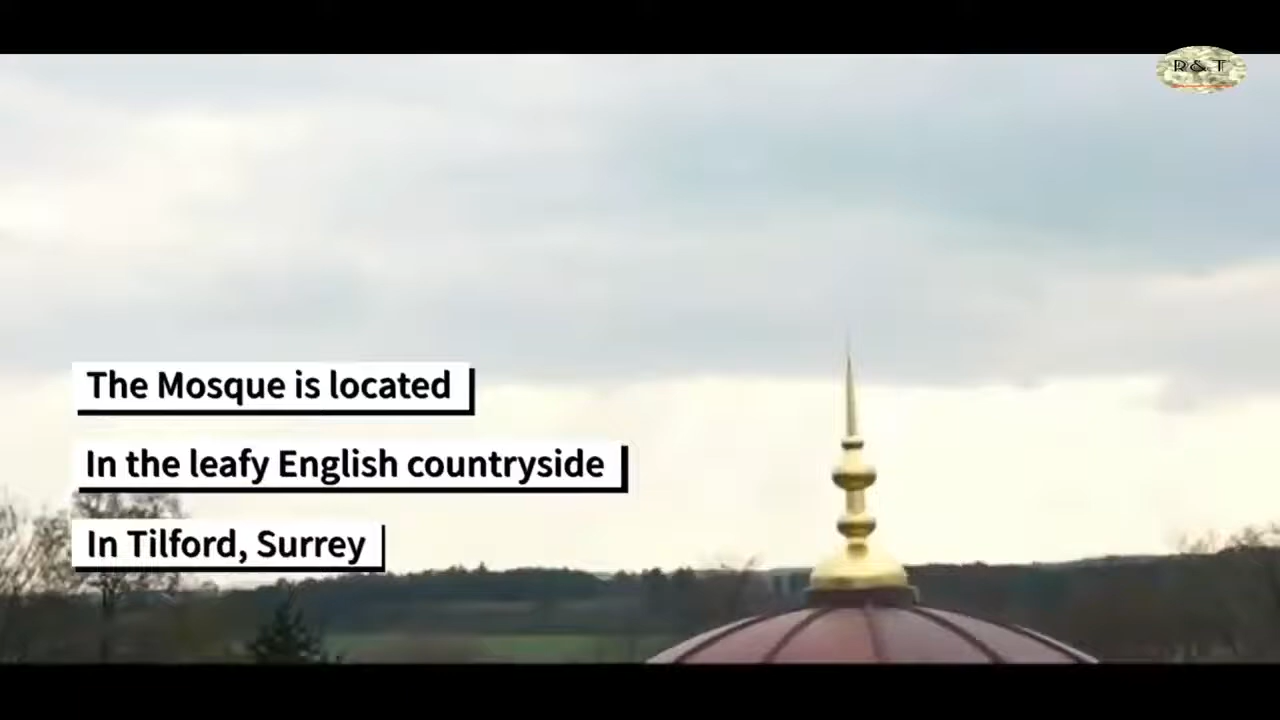 R & T
The Mosque is located
In the leafy English countryside
In Tilford, Surrey